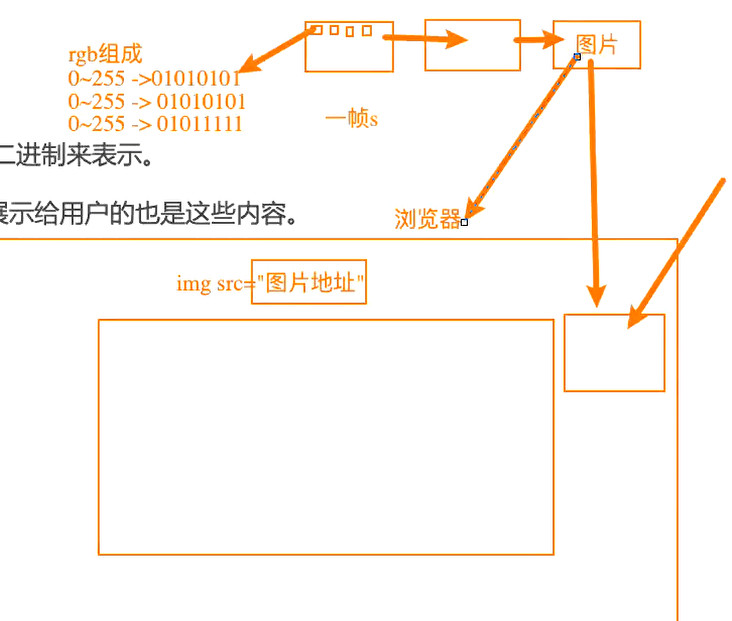 rgb组成
0~255 ->01010101
0~255 -> 01010101
0~255 -> 01011111
图片
一帧s
二进制来表示。
展示给用户的也是这些内容。
浏览器
img src="图片地址"